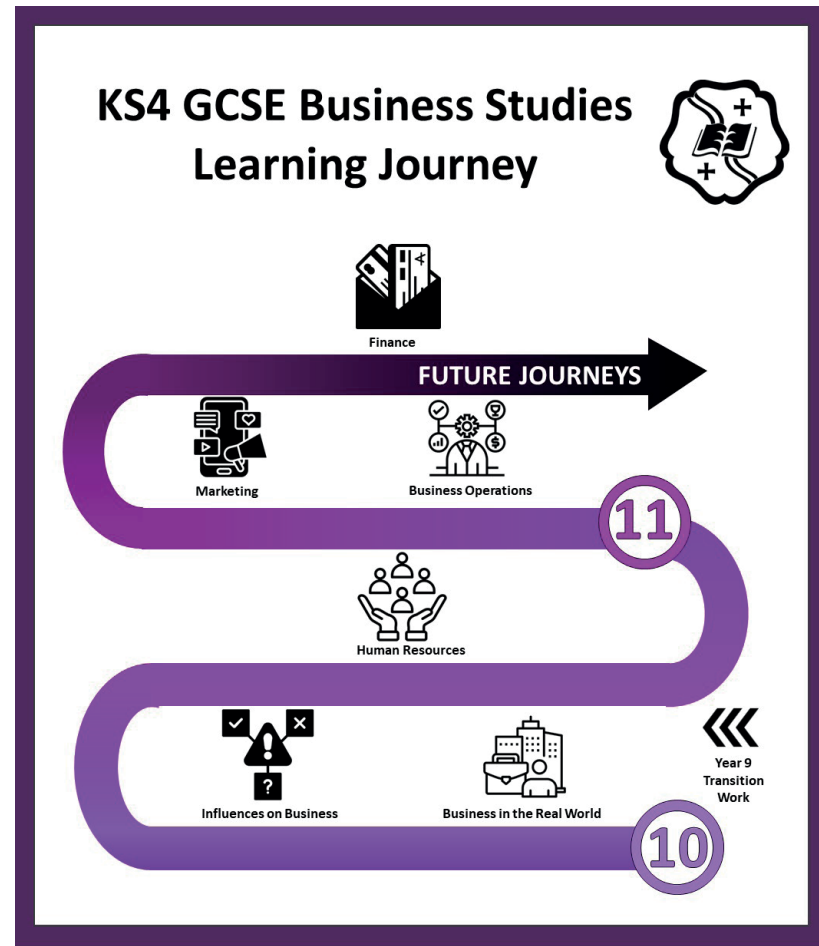 KS4 GCSE Business Studies
Learning Journey
Finance
FUTURE JOURNEYS
Marketing
Business Operations
11
Human Resources
Influences on Business
Business in the Real World
Year 9
Transition
Work
10